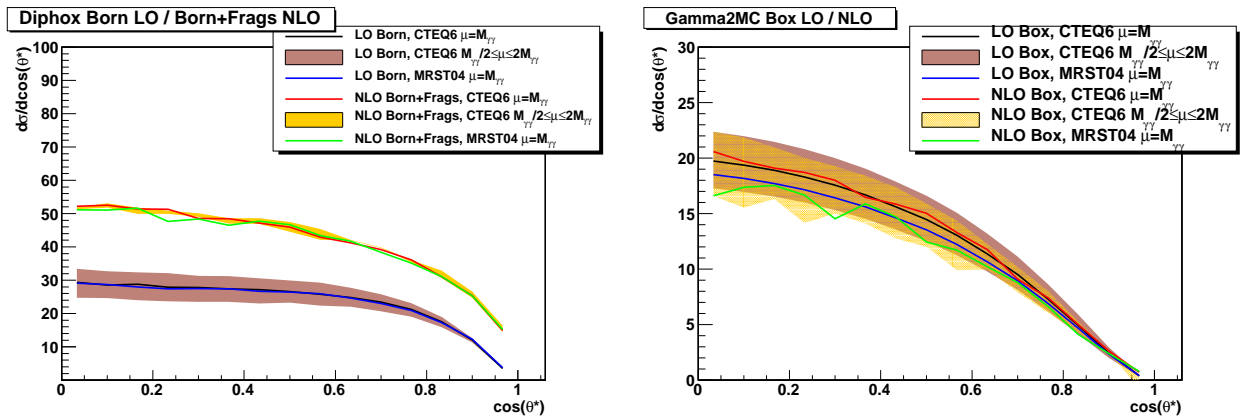 Diphox Born LO / Born+Frags NLO
LO Born, CTEQ6 μ=Mγγ
LO Born, CTEQ6 Mγγ/2≤μ≤2Mγγ
LO Born, MRST04 μ=Mγγ
NLO Born+Frags, CTEQ6 μ=Mγγ
NLO Born+Frags, CTEQ6 Mγγ/2≤μ≤2Mγγ
NLO Born+Frags, MRST04 μ=Mγγ
dσ/dcos(θ*)
100
90
80
70
60
50
40
30
20
10
0
0.2
0.4
0.6
0.8
1
cos(θ*)
Gamma2MC Box LO / NLO
LO Box, CTEQ6 μ=Mγγ
LO Box, CTEQ6 Mγγ/2≤μ≤2Mγγ
LO Box, MRST04 μ=Mγγ
NLO Box, CTEQ6 μ=Mγγ
NLO Box, CTEQ6 Mγγ/2≤μ≤2Mγγ
NLO Box, MRST04 μ=Mγγ
dσ/dcos(θ*)
30
25
20
15
10
5
0
0
0.2
0.4
0.6
0.8
1
cos(θ*)